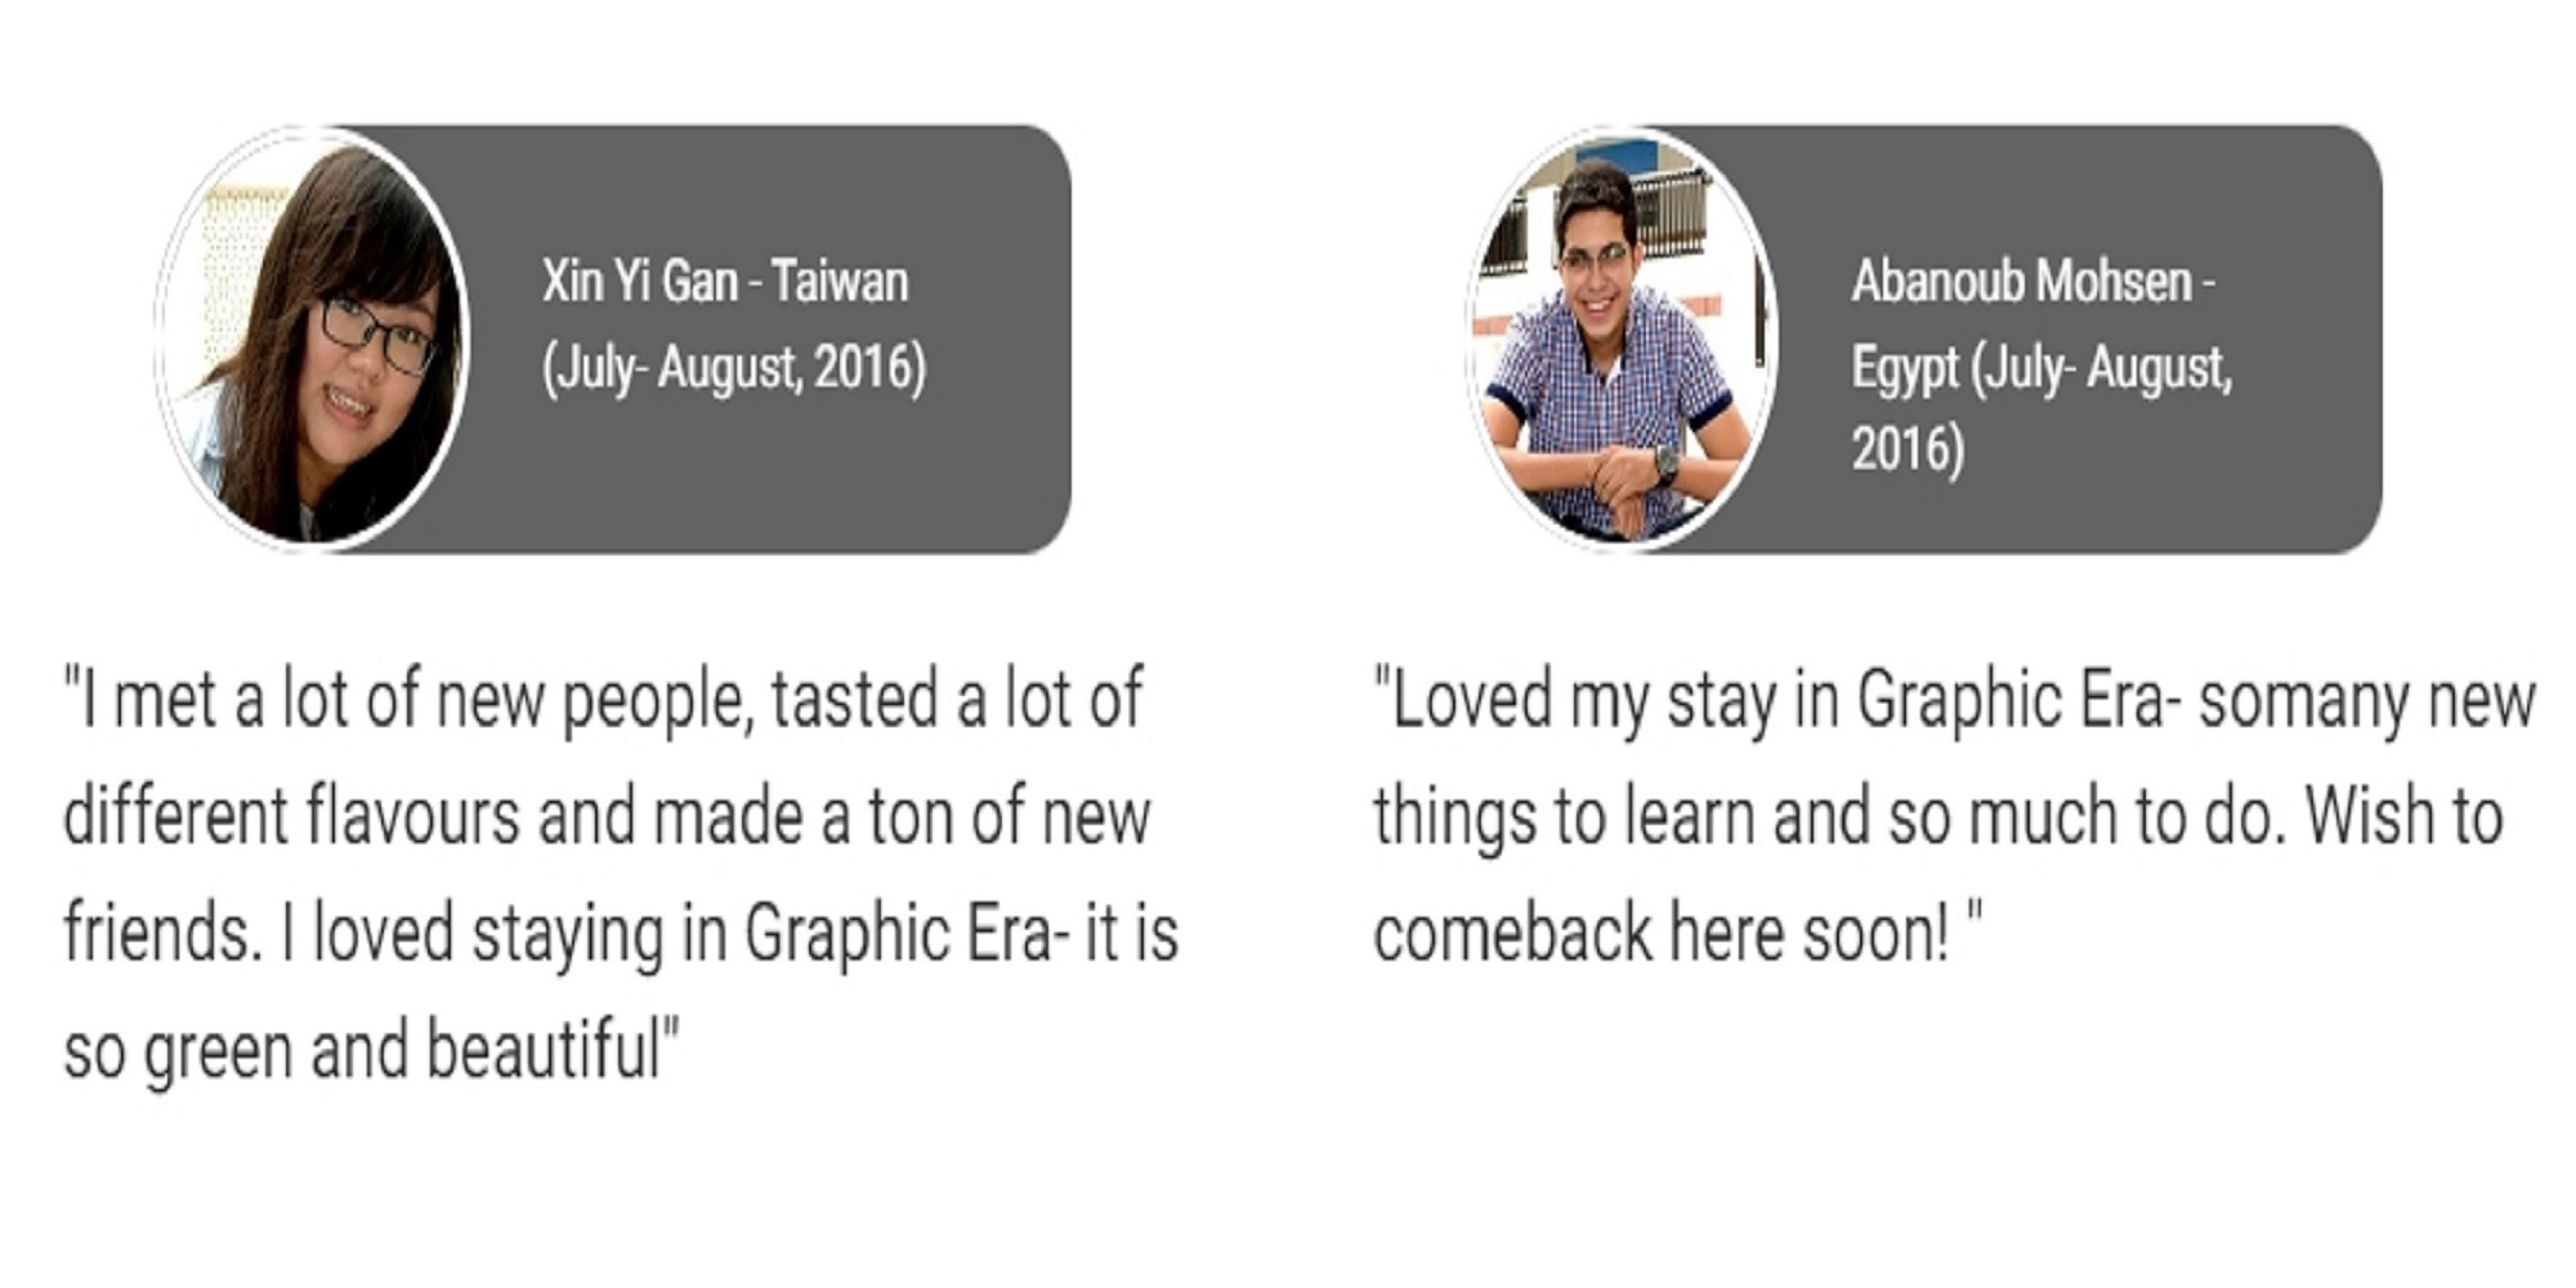 Xin Yi Gan - Taiwan
(July- August, 2016)
"I met a lot of new people, tasted a lot of
different flavours and made a ton of new
friends. I loved staying in Graphic Era- it is
so green and beautiful"
Abanoub Mohsen -
Egypt (July- August,
2016)
"Loved my stay in Graphic Era- somany new
things to learn and so much to do. Wish to
comeback here soon! "